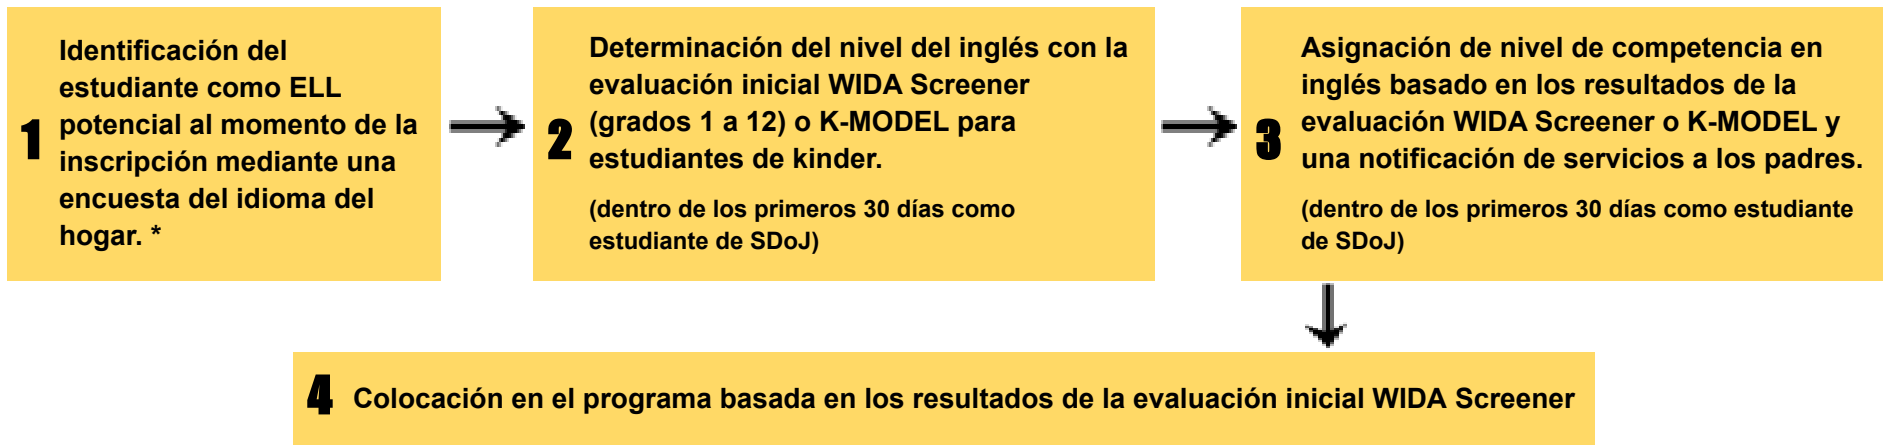 1
Identificación del
estudiante como ELL
potencial al momento de la
inscripción mediante una
encuesta del idioma del
hogar. *
2
Determinación del nivel del inglés con la
evaluación inicial WIDA Screener
(grados 1 a 12) o K-MODEL para
estudiantes de kinder.
(dentro de los primeros 30 días como
estudiante de SDoJ)
3
Asignación de nivel de competencia en
inglés basado en los resultados de la
evaluación WIDA Screener o K-MODEL y
una notificación de servicios a los padres.
(dentro de los primeros 30 días como estudiante
de SDoJ)
4 Colocación en el programa basada en los resultados de la evaluación inicial WIDA Screener